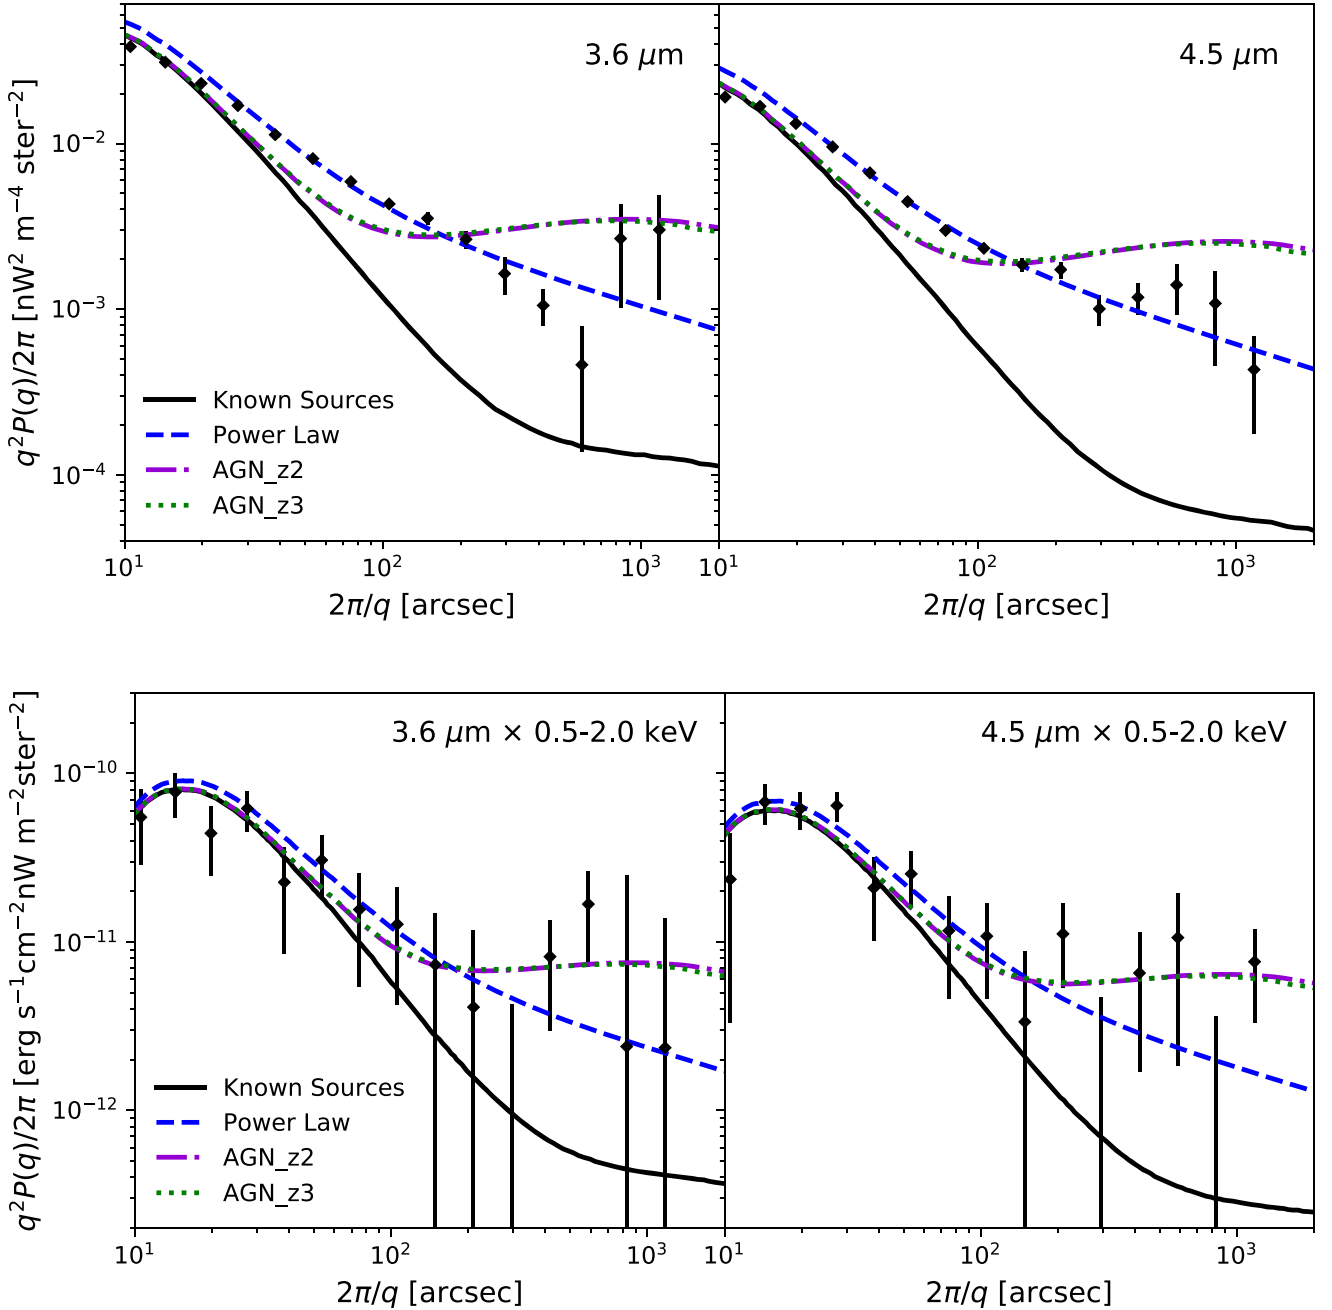 3.6 μm
4.5 μm
q²P(q)/2π [nW² m⁻⁴ ster⁻²]
10⁻²
10⁻³
10⁻⁴
Known Sources
Power Law
AGN_z2
AGN_z3
10¹ 10² 10³ 10¹ 10² 10³
2π/q [arcsec] 2π/q [arcsec]
3.6 μm × 0.5-2.0 keV
4.5 μm × 0.5-2.0 keV
q²P(q)/2π [erg s⁻¹cm⁻²nW m⁻²ster⁻²]
10⁻¹⁰
10⁻¹¹
10⁻¹²
Known Sources
Power Law
AGN_z2
AGN_z3
10¹ 10² 10³ 10¹ 10² 10³
2π/q [arcsec] 2π/q [arcsec]